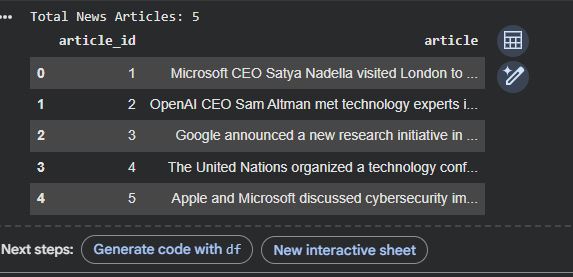 Total News Articles: 5
article_id article
0 1 Microsoft CEO Satya Nadella visited London to ...
1 2 OpenAI CEO Sam Altman met technology experts i...
2 3 Google announced a new research initiative in ...
3 4 The United Nations organized a technology conf...
4 5 Apple and Microsoft discussed cybersecurity im...
Next steps: Generate code with df New interactive sheet